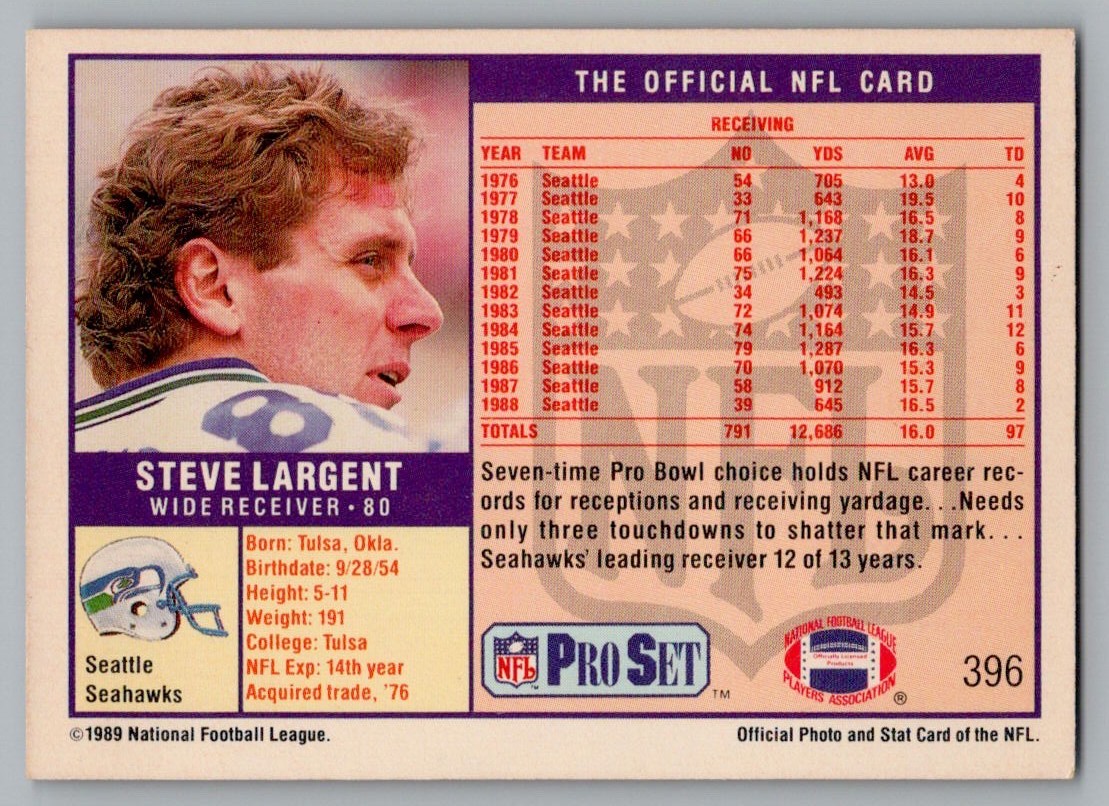 THE OFFICIAL NFL CARD
RECEIVING
YEAR TEAM NO YDS AVG TD
1976 Seattle 54 705 13.0 4
1977 Seattle 33 643 19.5 10
1978 Seattle 71 1,168 16.5 8
1979 Seattle 66 1,237 18.7 9
1980 Seattle 66 1,064 16.1 6
1981 Seattle 75 1,224 16.3 9
1982 Seattle 34 493 14.5 3
1983 Seattle 72 1,074 14.9 11
1984 Seattle 74 1,164 15.7 12
1985 Seattle 79 1,287 16.3 6
1986 Seattle 70 1,070 15.3 9
1987 Seattle 58 912 15.7 8
1988 Seattle 39 645 16.5 2
TOTALS 791 12,686 16.0 97
NFL
8
STEVE LARGENT
WIDE RECEIVER • 80
Seven-time Pro Bowl choice holds NFL career rec-
ords for receptions and receiving yardage. . .Needs
only three touchdowns to shatter that mark. . .
Seahawks' leading receiver 12 of 13 years.
Seattle
Seahawks
Born: Tulsa, Okla.
Birthdate: 9/28/54
Height: 5-11
Weight: 191
College: Tulsa
NFL Exp: 14th year
Acquired trade, '76
NFL PRO SET TM
NATIONAL FOOTBALL LEAGUE
Officially Licensed
Products
PLAYERS ASSOCIATION ®
396
©1989 National Football League.
Official Photo and Stat Card of the NFL.